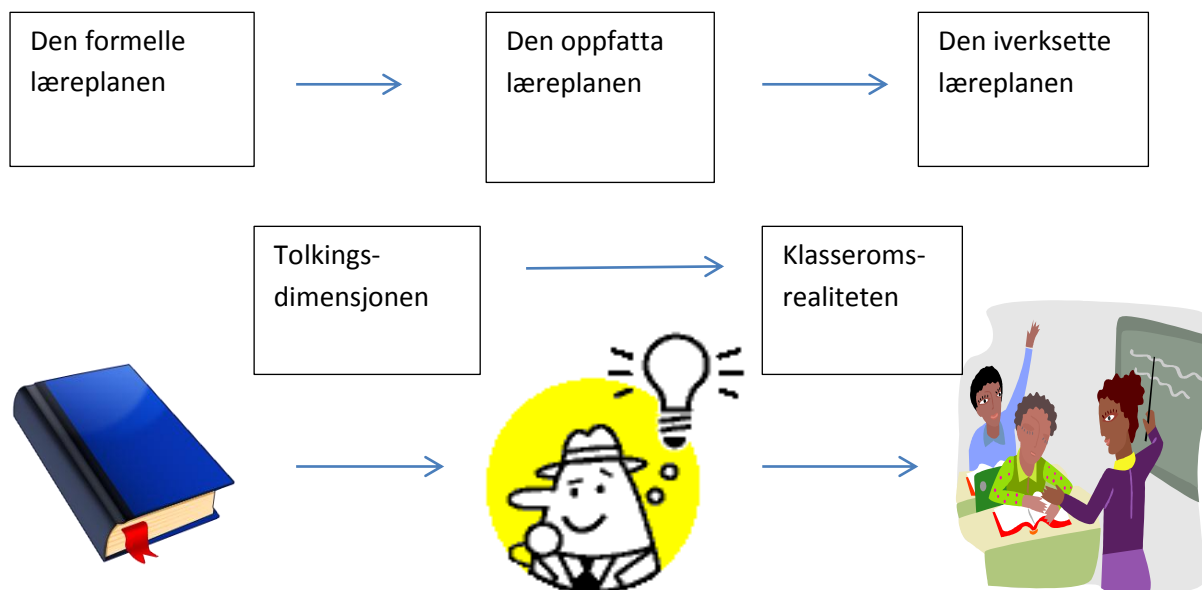 Den formelle
læreplanen
Den oppfatta
læreplanen
Den iverksette
læreplanen
Tolkings-
dimensjonen
Klasseroms-
realiteten